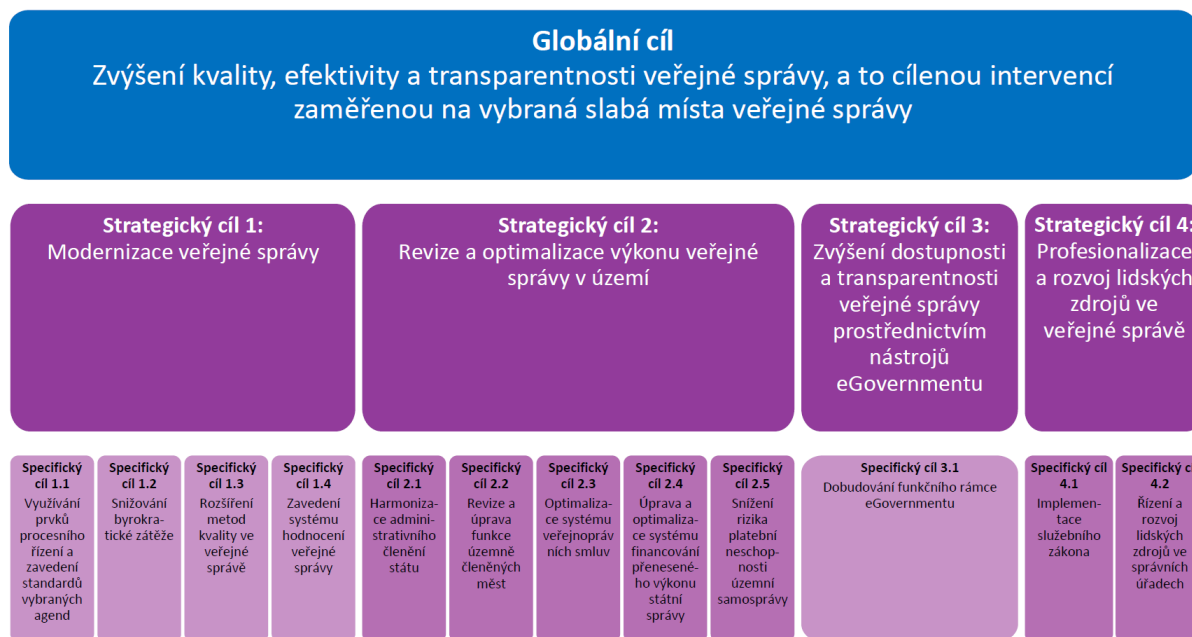 Globální cíl
Zvýšení kvality, efektivity a transparentnosti veřejné správy, a to cílenou intervencí
zaměřenou na vybraná slabá místa veřejné správy
Strategický cíl 1:
Modernizace veřejné správy
Strategický cíl 2:
Revize a optimalizace výkonu veřejné
správy v území
Strategický cíl 3:
Zvýšení dostupnosti
a transparentnosti
veřejné správy
prostřednictvím
nástrojů
eGovernmentu
Strategický cíl 4:
Profesionalizace
a rozvoj lidských
zdrojů ve
veřejné správě
Specifický
cíl 1.1
Využívání
prvků
procesního
řízení a
zavedení
standardů
vybraných
agend
Specifický
cíl 1.2
Snižování
byrokra-
tické zátěže
Specifický
cíl 1.3
Rozšíření
metod
kvality ve
veřejné
správě
Specifický
cíl 1.4
Zavedení
systému
hodnocení
veřejné
správy
Specifický
cíl 2.1
Harmoniza-
ce admini-
strativního
členění
státu
Specifický
cíl 2.2
Revize a
úprava
funkce
územně
členěných
měst
Specifický
cíl 2.3
Optimaliza-
ce systému
veřejnopráv
ních smluv
Specifický
cíl 2.4
Úprava a
optimaliza-
ce systému
financování
přenesené-
ho výkonu
státní
správy
Specifický
cíl 2.5
Snížení
rizika
platební
neschop-
nosti
územní
samosprávy
Specifický cíl 3.1
Dobudování funkčního rámce
eGovernmentu
Specifický cíl
4.1
Implemen-
tace
služebního
zákona
Specifický c
4.2
Řízení a
rozvoj
lidských
zdrojů ve
správních
úřadech